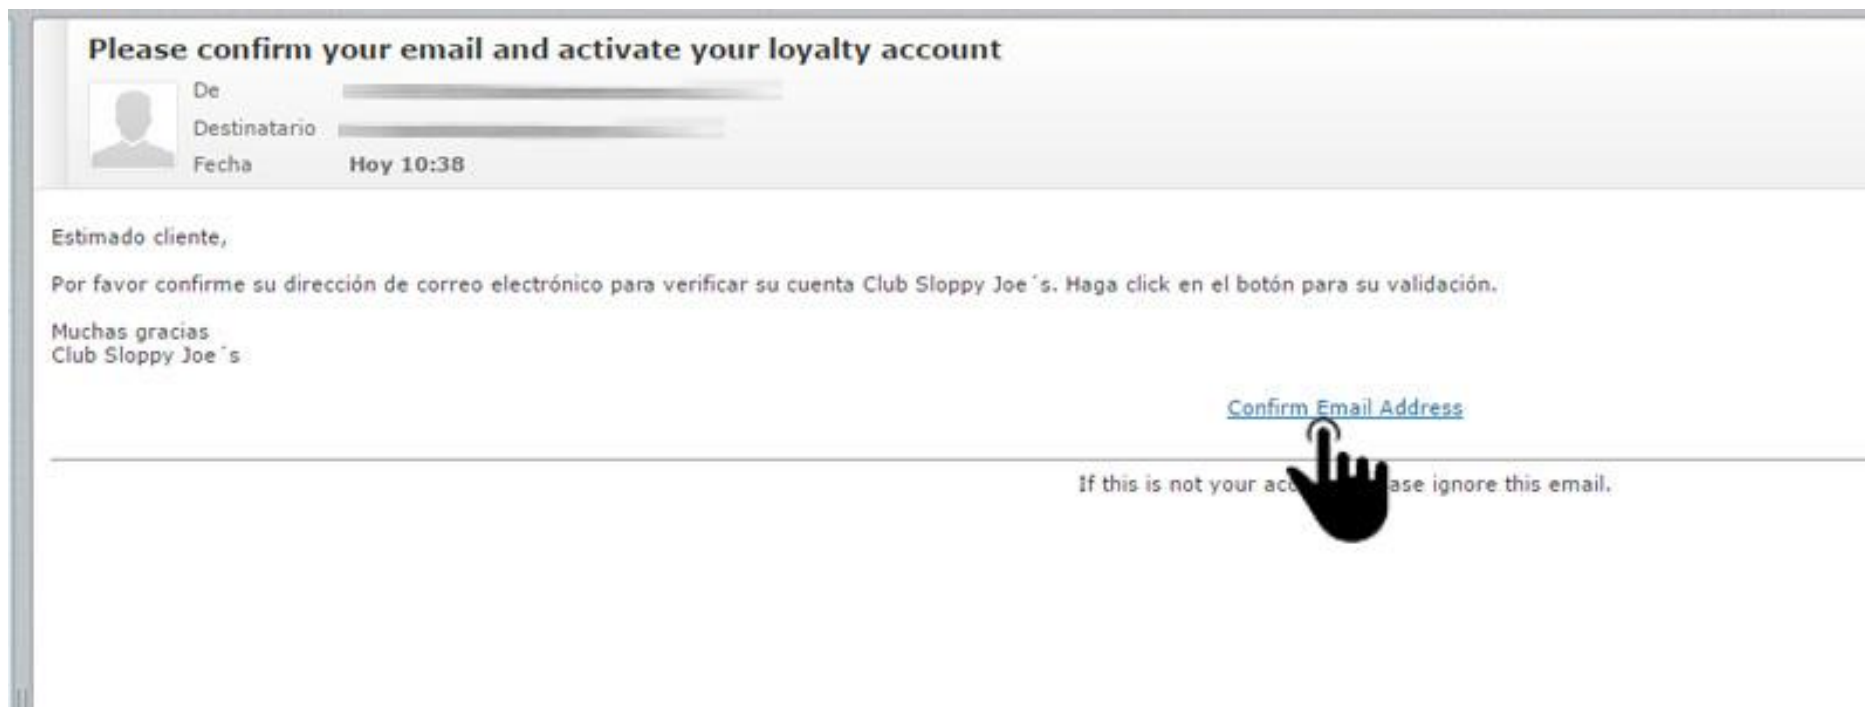 Please confirm your email and activate your loyalty account
De
Destinatario
Fecha Hoy 10:38
Estimado cliente,
Por favor confirme su dirección de correo electrónico para verificar su cuenta Club Sloppy Joe´s. Haga click en el botón para su validación.
Muchas gracias
Club Sloppy Joe´s
Confirm Email Address
If this is not your ignore this email.